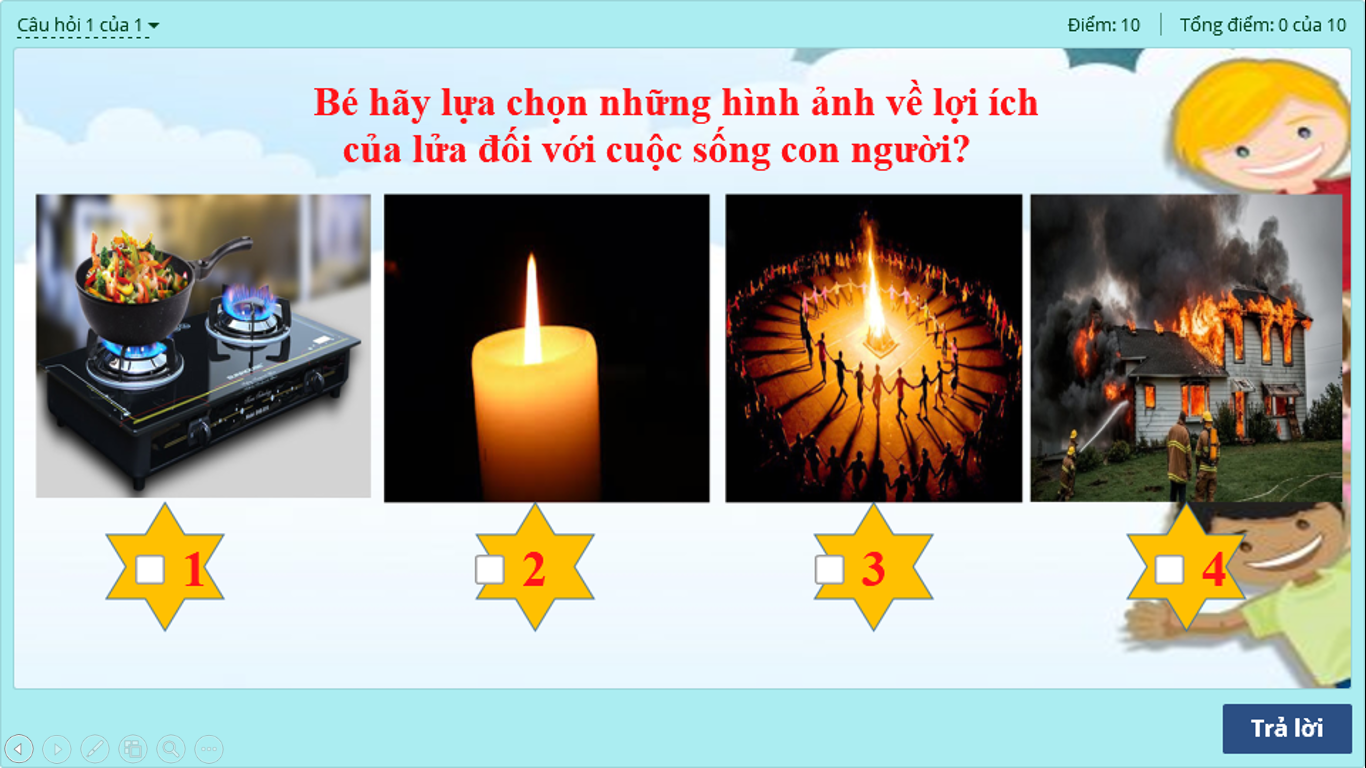 Câu hỏi 1 của 1
Điểm: 10
Tổng điểm: 0 của 10
Bé hãy lựa chọn những hình ảnh về lợi ích
của lửa đối với cuộc sống con người?
1
2
3
4
Trả lời